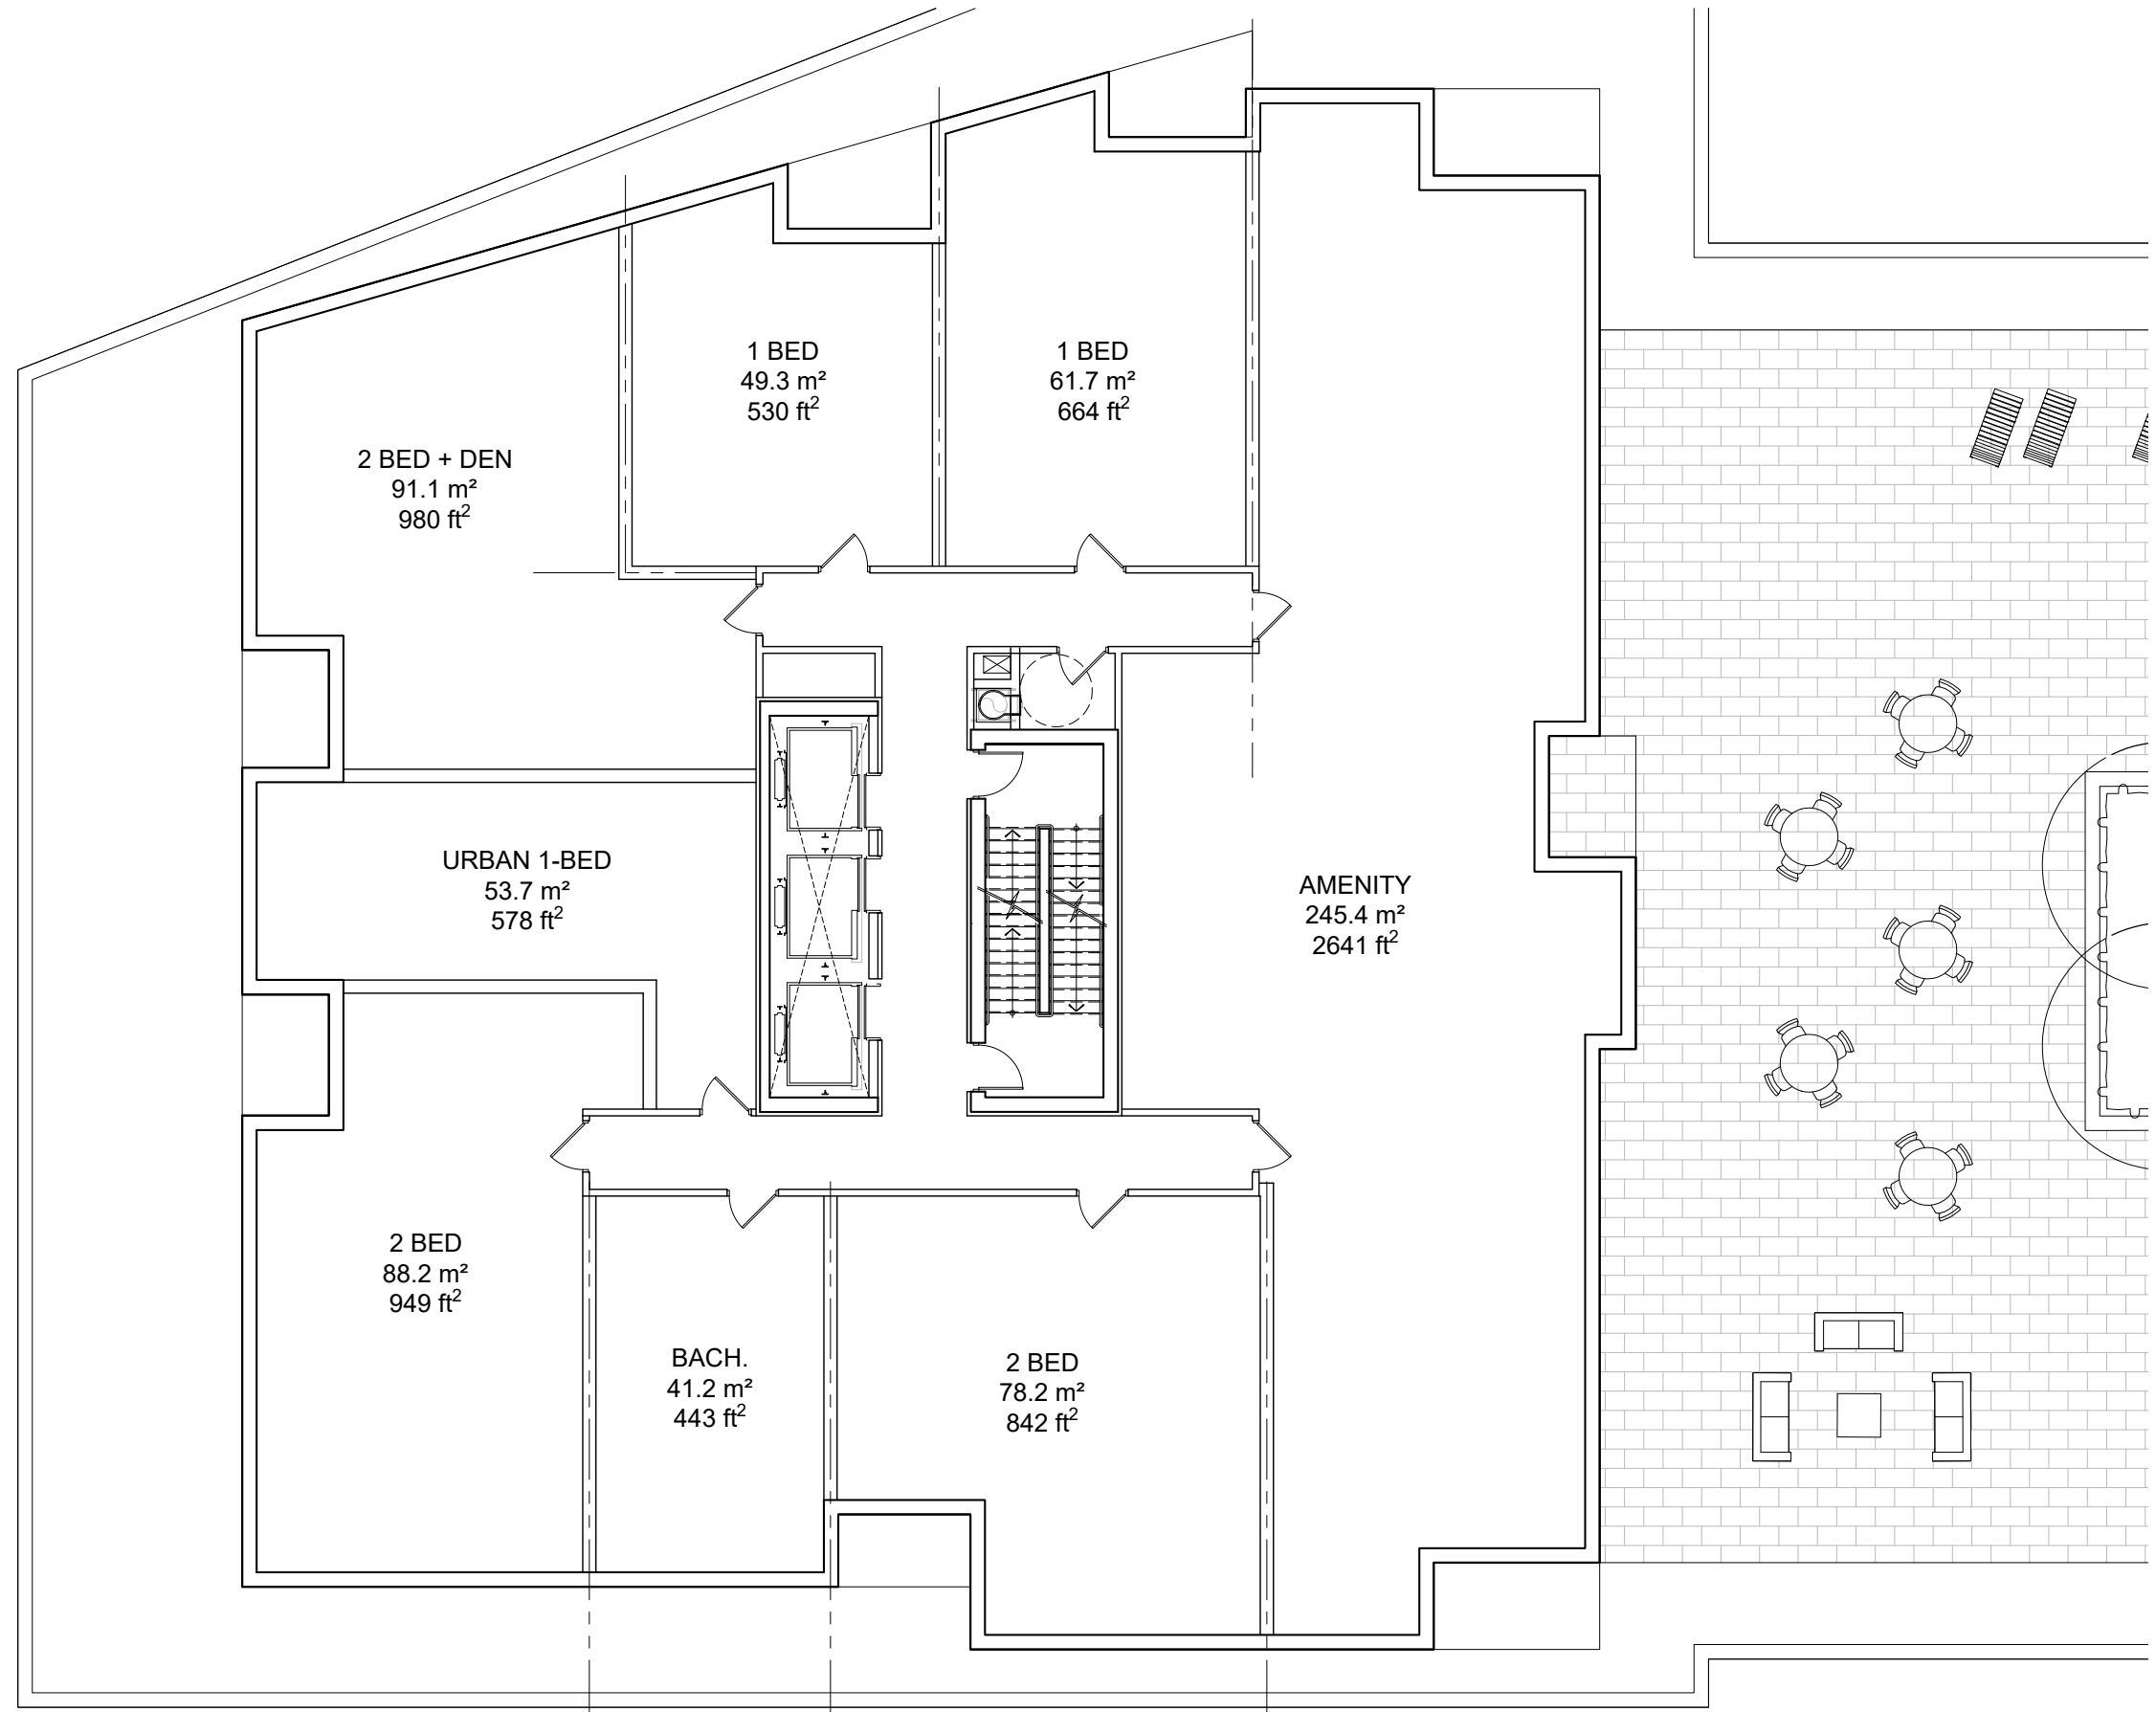 1 BED
49.3 m²
530 ft²
1 BED
61.7 m²
664 ft²
2 BED + DEN
91.1 m²
980 ft²
URBAN 1-BED
53.7 m²
578 ft²
AMENITY
245.4 m²
2641 ft²
2 BED
88.2 m²
949 ft²
BACH.
41.2 m²
443 ft²
2 BED
78.2 m²
842 ft²